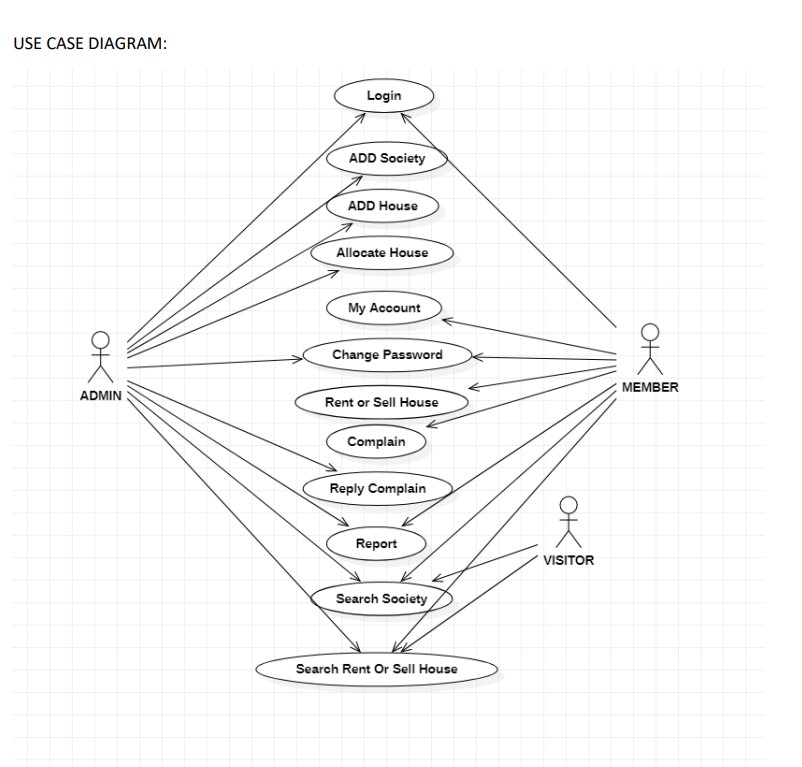 USE CASE DIAGRAM:
Login
ADD Society
ADD House
Allocate House
My Account
Change Password
ADMIN
MEMBER
Rent or Sell House
Complain
Reply Complain
Report
VISITOR
Search Society
Search Rent Or Sell House